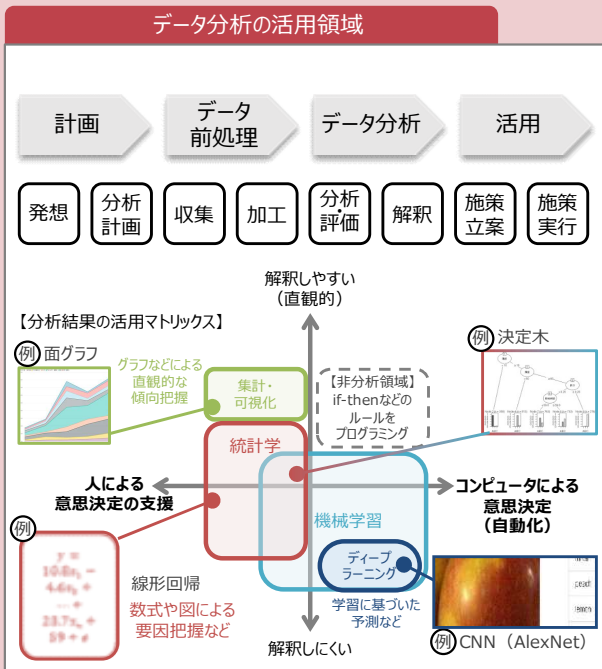 データ分析の活用領域
計画
データ
前処理
データ分析
活用
発想
分析
計画
収集
加工
分析
・
評価
解釈
施策
立案
施策
実行
解釈しやすい
（直観的）
【分析結果の活用マトリックス】
例 面グラフ
グラフなどによる
直観的な
傾向把握
集計・
可視化
【非分析領域】
if-thenなどの
ルールを
プログラミング
例 決定木
統計学
人による
意思決定の支援
コンピュータによる
意思決定
（自動化）
機械学習
ディープ
ラーニング
学習に基づいた
予測など
例
y =
線形回帰
数式や図による
要因把握など
解釈しにくい
peach
lemon
例 CNN（AlexNet）